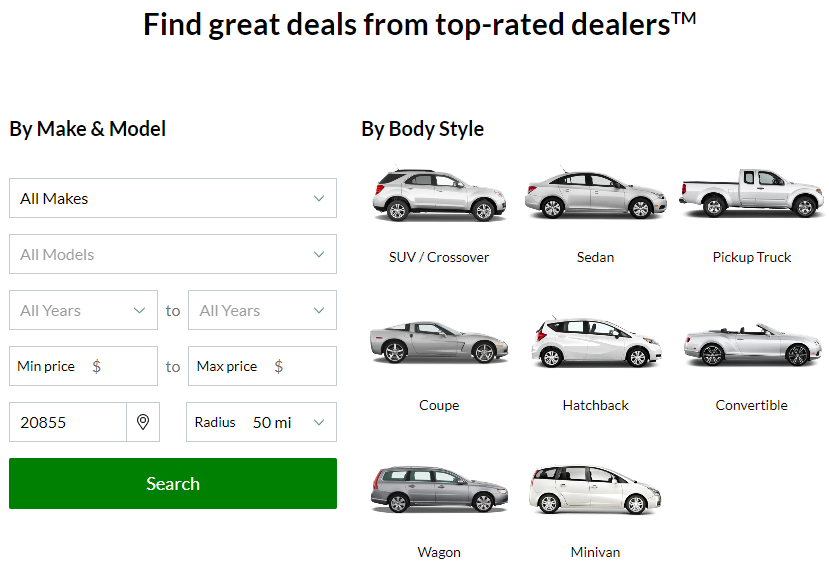 Find great deals from top-rated dealers™
By Make & Model
All Makes
All Models
All Years to All Years
Min price $ to Max price $
20855 Radius 50 mi
Search
By Body Style
SUV / Crossover Sedan Pickup Truck
Coupe Hatchback Convertible
Wagon Minivan